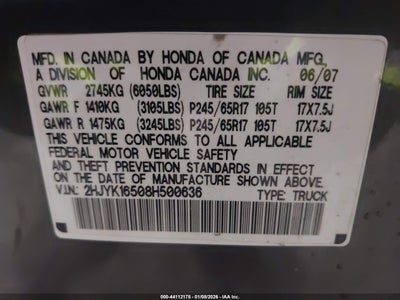 MFD. IN CANADA BY HONDA OF CANADA MFG.,
A DIVISION OF HONDA CANADA INC. 06/07
GVWR 2745KG (6050LBS) TIRE SIZE RIM SIZE
GAWR F 1410KG (3105LBS) P245/65R17 105T 17X7.5J
GAWR R 1475KG (3245LBS) P245/65R17 105T 17X7.5J
THIS VEHICLE CONFORMS TO ALL APPLICABLE
FEDERAL MOTOR VEHICLE SAFETY
AND THEFT PREVENTION STANDARDS IN EFFECT
ON THE DATE OF MANUFACTURE SHOWN ABOVE.
V.I.N: 2HJYK16508H500636 TYPE: TRUCK
2-HOLD - 44112175 - 01/08/2026 - IAA Inc.